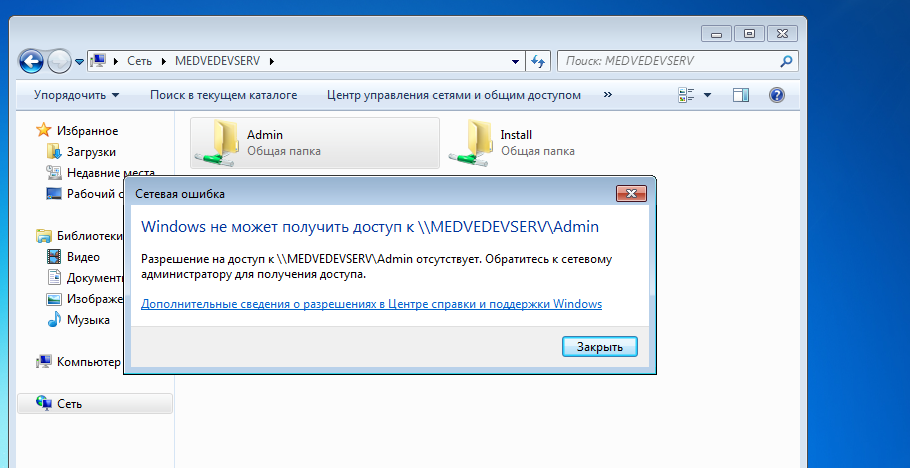 Сеть MEDVEDEVSERV
Поиск: MEDVEDEVSERV
Упорядочить Поиск в текущем каталоге Центр управления сетями и общим доступом »
Избранное
Загрузки
Недавние места
Рабочий с
Библиотеки
Видео
Документы
Изображе
Музыка
Компьютер
Сеть
Admin
Общая папка
Install
Общая папка
Сетевая ошибка
Windows не может получить доступ к \\MEDVEDEVSERV\Admin
Разрешение на доступ к \\MEDVEDEVSERV\Admin отсутствует. Обратитесь к сетевому
администратору для получения доступа.
Дополнительные сведения о разрешениях в Центре справки и поддержки Windows
Закрыть